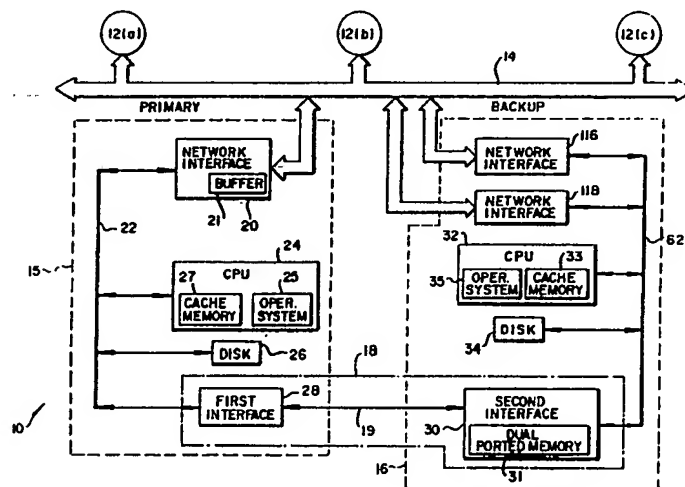 12(a)
12(b)
12(c)
14
PRIMARY
BACKUP
NETWORK
INTERFACE
BUFFER
21
20
22
116
NETWORK
INTERFACE
118
NETWORK
INTERFACE
62
15
24
CPU
27
25
CACHE
MEMORY
OPER.
SYSTEM
DISK
26
32
33
CPU
35
OPER.
SYSTEM
CACHE
MEMORY
DISK
34
18
28
FIRST
INTERFACE
10
19
30
SECOND
INTERFACE
DUAL
PORTED MEMORY
31
16